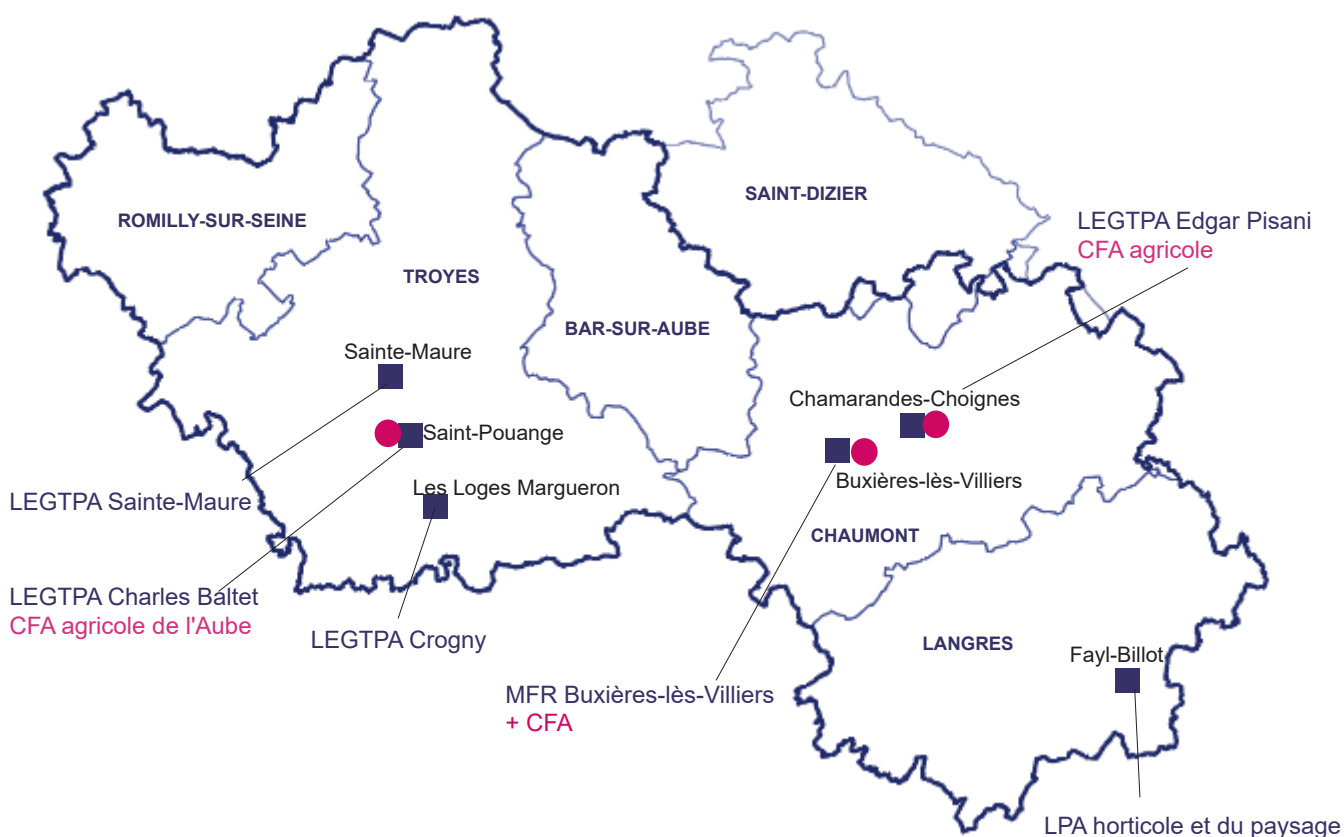 SAINT-DIZIER
ROMILLY-SUR-SEINE
LEGTPA Edgar Pisani
CFA agricole
TROYES
BAR-SUR-AUBE
Sainte-Maure
Chamarandes-Choignes
Saint-Pouange
Buxières-lès-Villiers
Les Loges Margueron
LEGTPA Sainte-Maure
CHAUMONT
LEGTPA Charles Baltet
CFA agricole de l'Aube
LEGTPA Crogny
LANGRES
Fayl-Billot
MFR Buxières-lès-Villiers
+ CFA
LPA horticole et du paysage